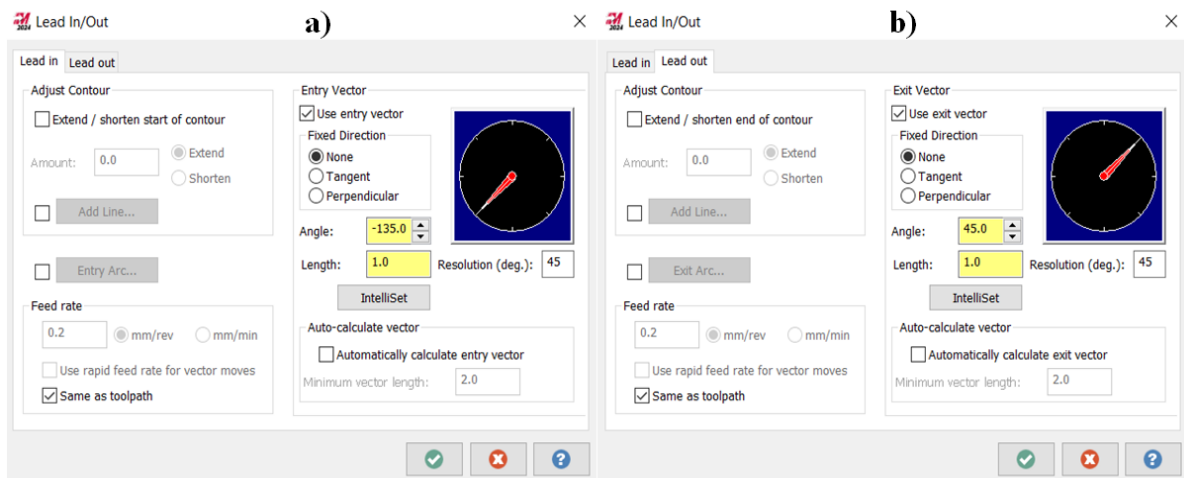 2024 Lead In/Out a) ×
Lead in Lead out
Adjust Contour
Extend / shorten start of contour
Amount: 0.0 Extend
Shorten
Add Line...
Entry Arc...
Feed rate
0.2 mm/rev mm/min
Use rapid feed rate for vector moves
Same as toolpath
Entry Vector
Use entry vector
Fixed Direction
None
Tangent
Perpendicular
Angle: -135.0
Length: 1.0 Resolution (deg.): 45
IntelliSet
Auto-calculate vector
Automatically calculate entry vector
Minimum vector length: 2.0
?
2024 Lead In/Out b) ×
Lead in Lead out
Adjust Contour
Extend / shorten end of contour
Amount: 0.0 Extend
Shorten
Add Line...
Exit Arc...
Feed rate
0.2 mm/rev mm/min
Use rapid feed rate for vector moves
Same as toolpath
Exit Vector
Use exit vector
Fixed Direction
None
Tangent
Perpendicular
Angle: 45.0
Length: 1.0 Resolution (deg.): 45
IntelliSet
Auto-calculate vector
Automatically calculate exit vector
Minimum vector length: 2.0
?